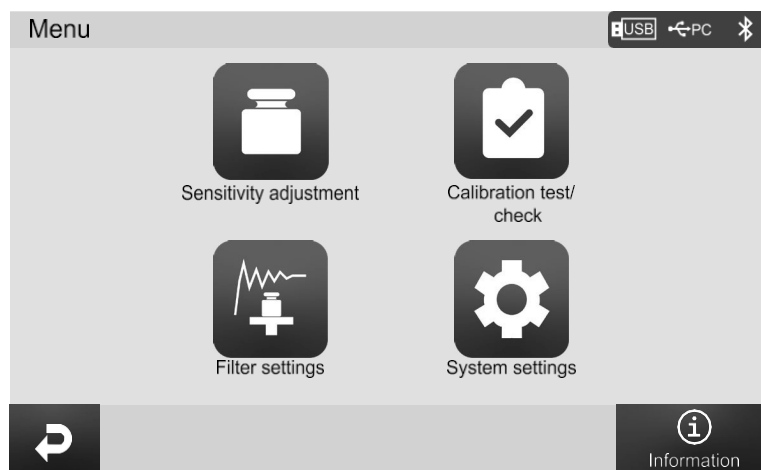 Menu
USB PC
Sensitivity adjustment
Calibration test/
check
Filter settings
System settings
Information